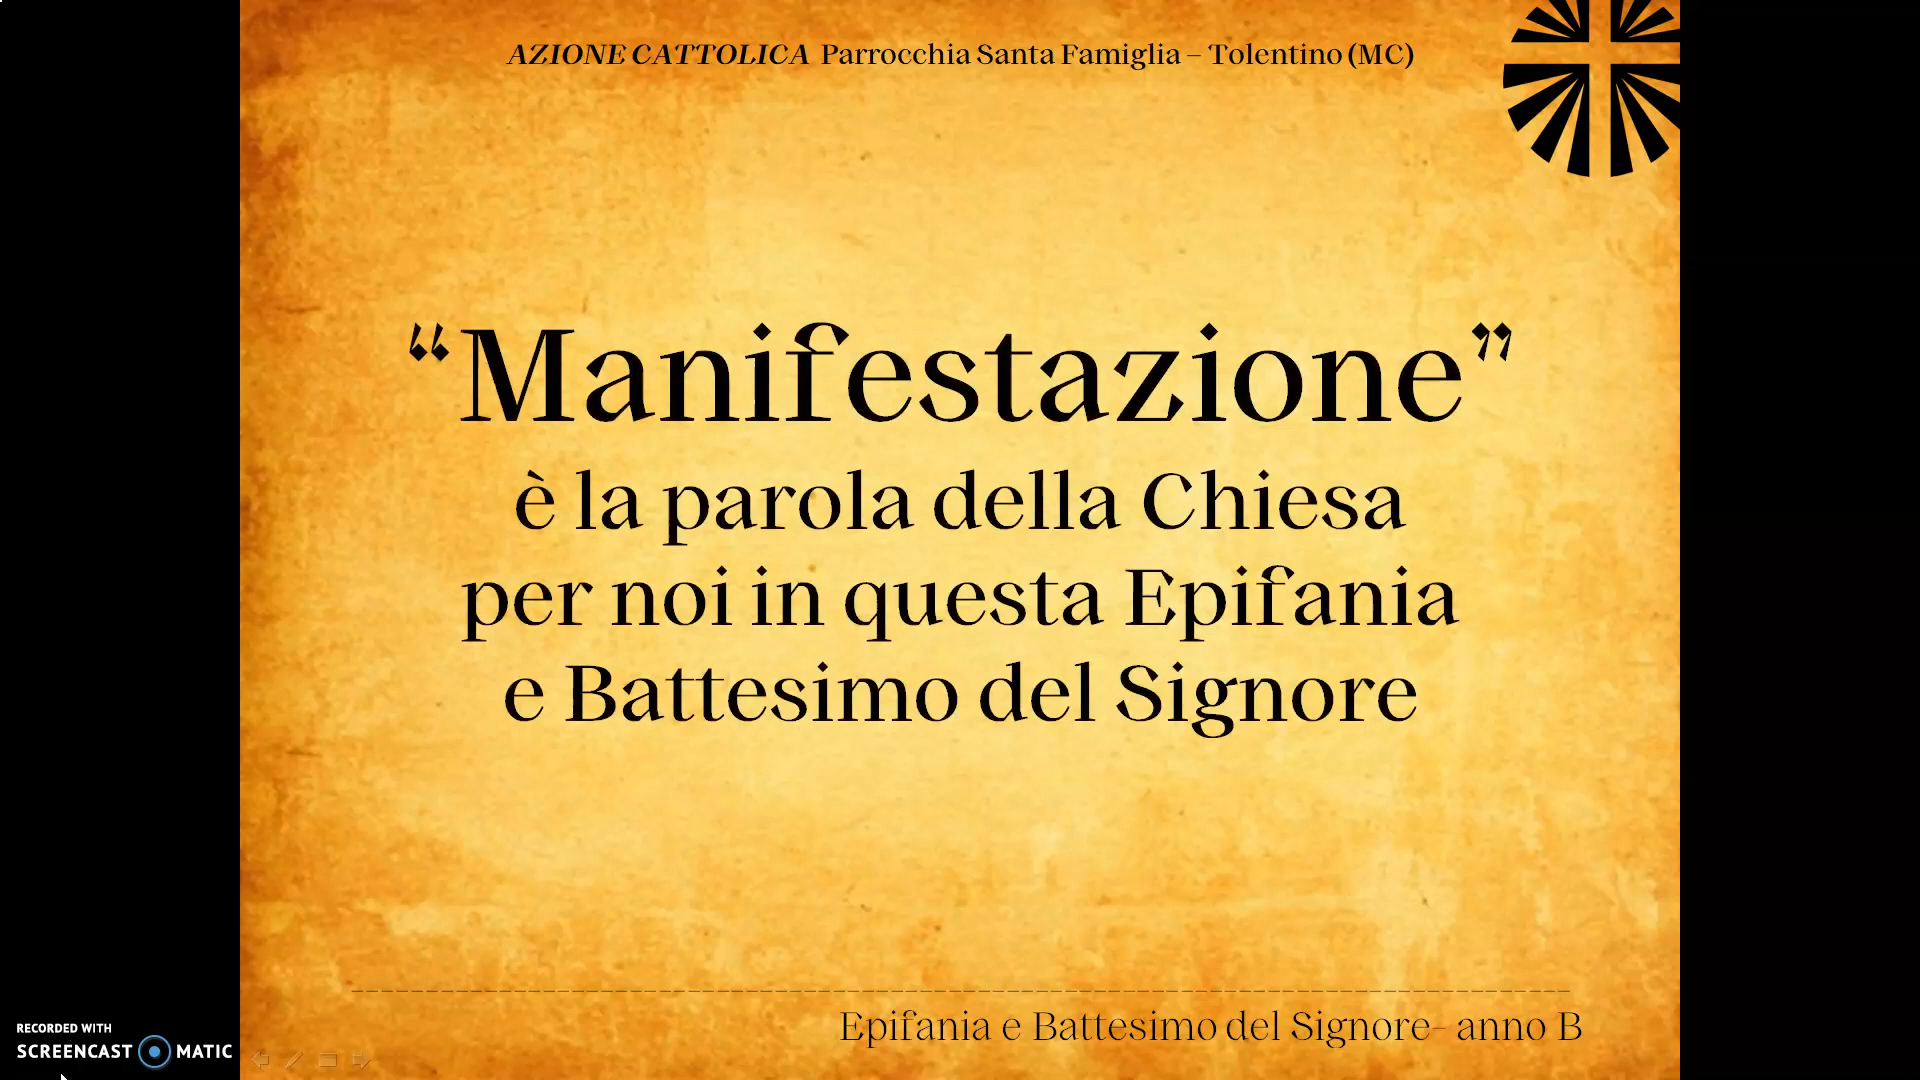 AZIONE CATTOLICA Parrocchia Santa Famiglia – Tolentino (MC)
“Manifestazione”
è la parola della Chiesa
per noi in questa Epifania
e Battesimo del Signore
Epifania e Battesimo del Signore– anno B
RECORDED WITH
SCREENCAST MATIC